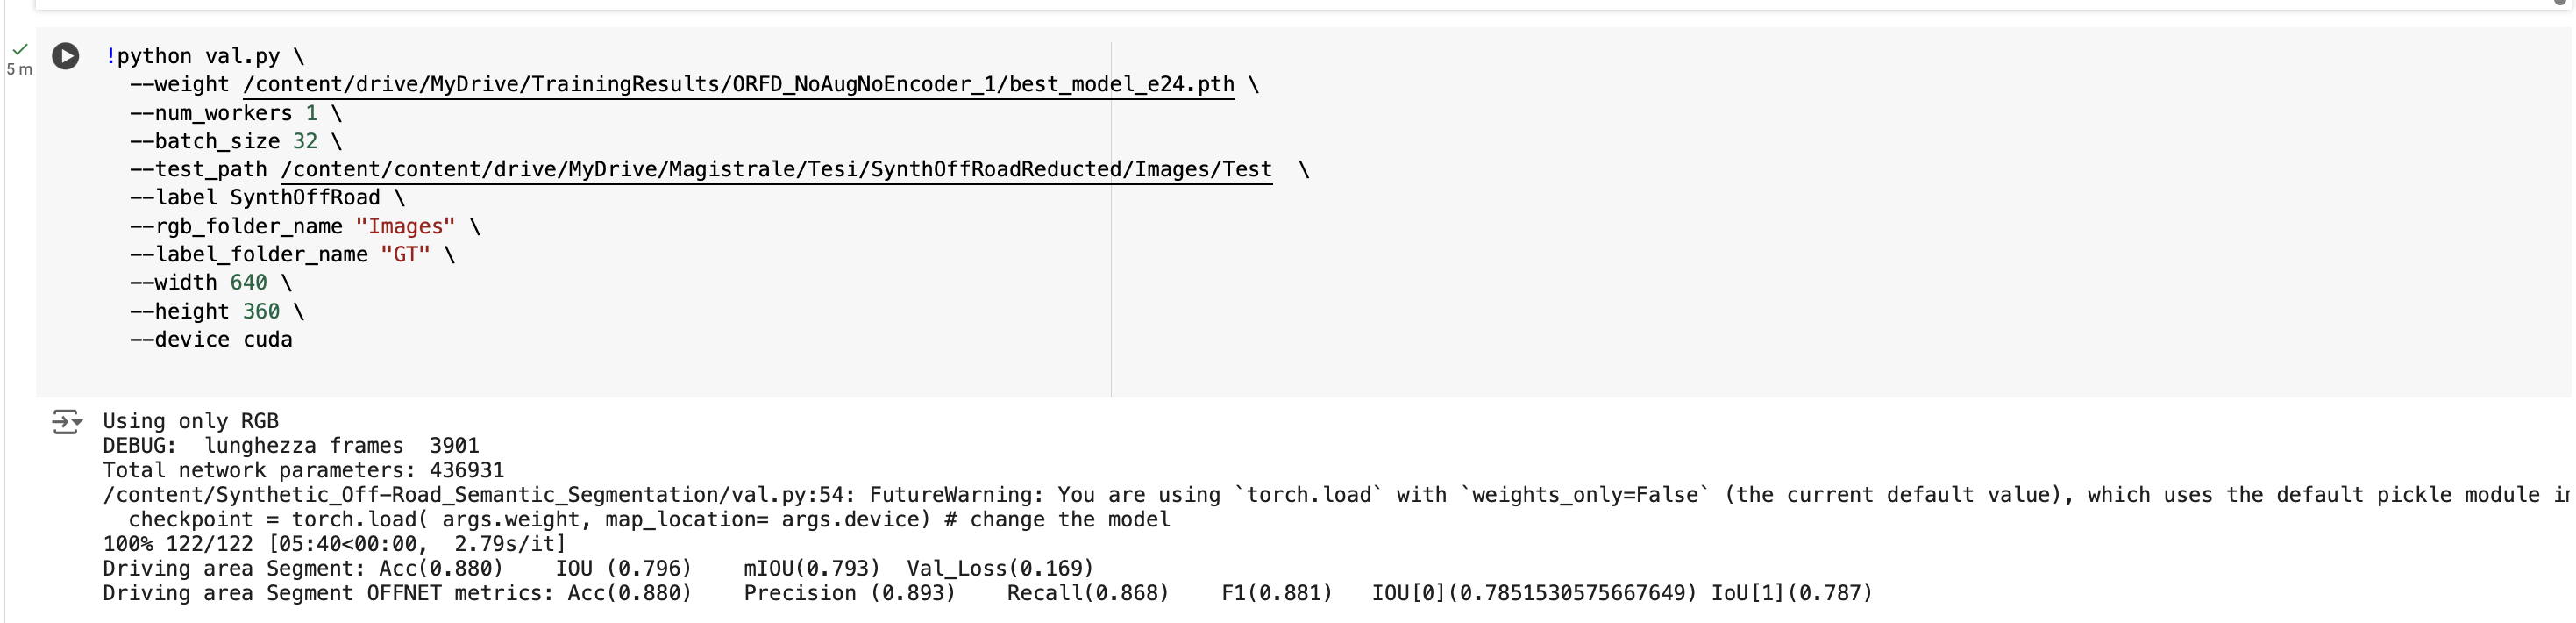 5 m
!python val.py \
--weight /content/drive/MyDrive/TrainingResults/ORFD_NoAugNoEncoder_1/best_model_e24.pth \
--num_workers 1 \
--batch_size 32 \
--test_path /content/content/drive/MyDrive/Magistrale/Tesi/SynthOffRoadReducted/Images/Test \
--label SynthOffRoad \
--rgb_folder_name "Images" \
--label_folder_name "GT" \
--width 640 \
--height 360 \
--device cuda
Using only RGB
DEBUG:  lunghezza frames  3901
Total network parameters: 436931
/content/Synthetic_Off-Road_Semantic_Segmentation/val.py:54: FutureWarning: You are using `torch.load` with `weights_only=False` (the current default value), which uses the default pickle module
checkpoint = torch.load( args.weight, map_location= args.device) # change the model
100% 122/122 [05:40<00:00,  2.79s/it]
Driving area Segment: Acc(0.880)    IOU (0.796)    mIOU(0.793)  Val_Loss(0.169)
Driving area Segment OFFNET metrics: Acc(0.880)    Precision (0.893)    Recall(0.868)    F1(0.881)   IOU[0](0.7851530575667649) IoU[1](0.787)